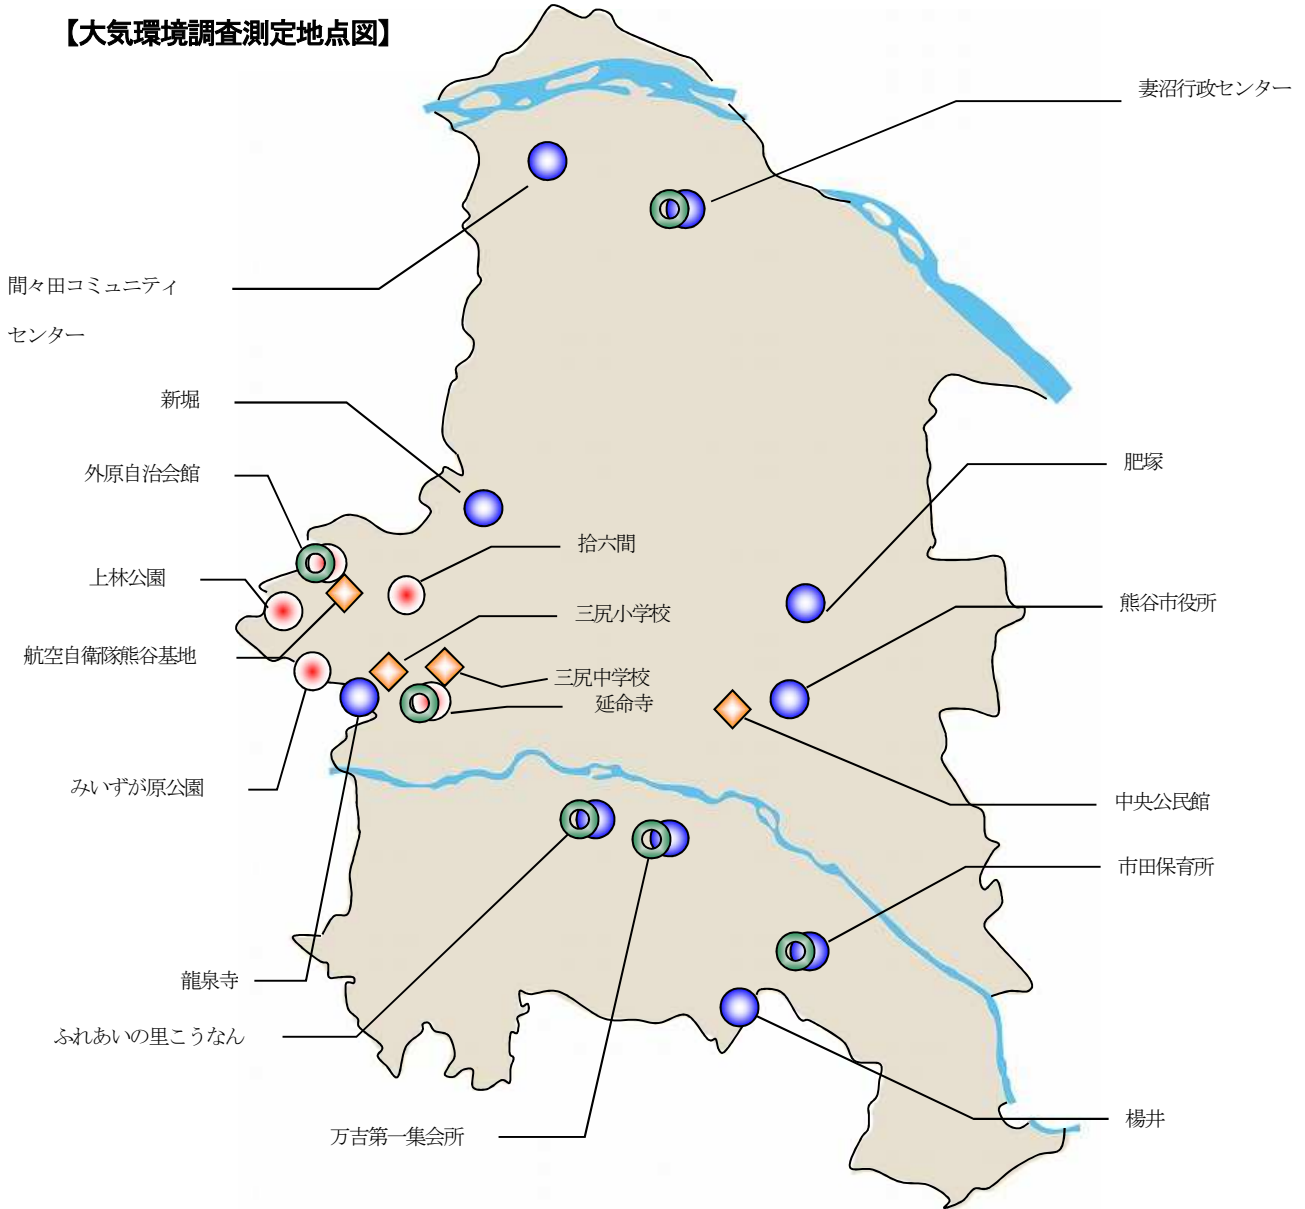 【大気環境調査測定地点図】
妻沼行政センター
間々田コミュニティ
センター
新堀
外原自治会館
肥塚
拾六間
上林公園
熊谷市役所
三尻小学校
航空自衛隊熊谷基地
三尻中学校
延命寺
みいずが原公園
中央公民館
市田保育所
龍泉寺
ふれあいの里こうなん
楊井
万吉第一集会所